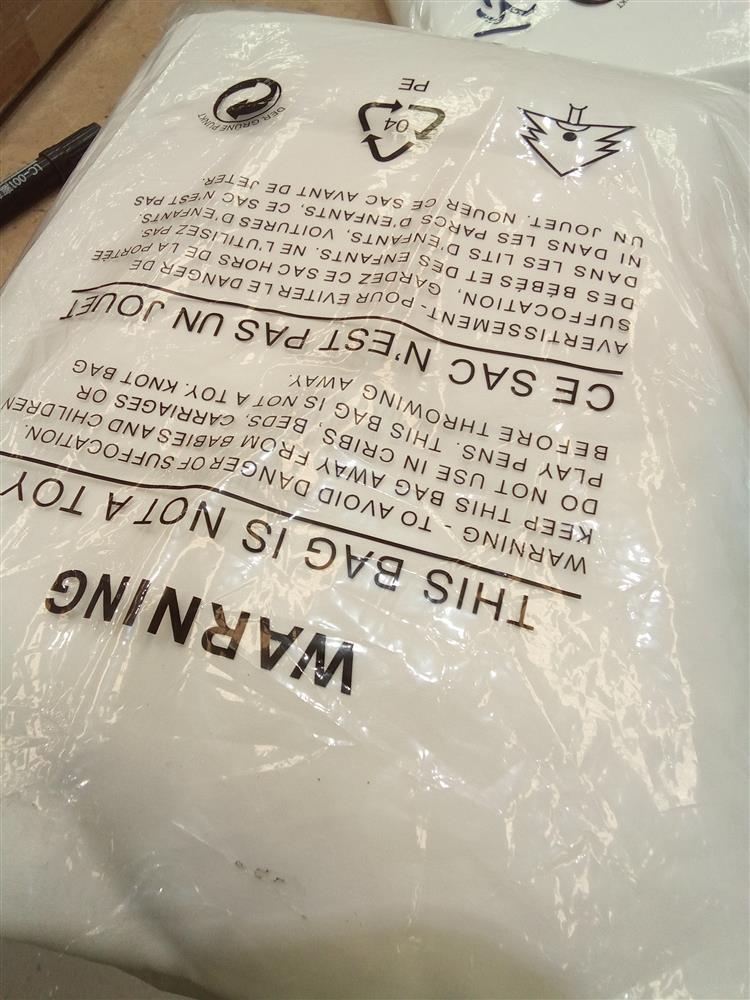 WARNING
THIS BAG IS NOT A TOY
WARNING - TO AVOID DANGER OF SUFFOCATION.
KEEP THIS BAG AWAY FROM BABIES AND CHILDREN
DO NOT USE IN CRIBS, BEDS, CARRIAGES OR
PLAY PENS. THIS BAG IS NOT A TOY. KNOT BAG
BEFORE THROWING AWAY.
CE SAC N'EST PAS UN JOUET
AVERTISSEMENT- POUR EVITER LE DANGER DE
SUFFOCATION, GARDEZ CE SAC HORS DE LA PORTÉE
DES BÉBÉS ET DES ENFANTS. NE L'UTILISEZ PAS
DANS LES LITS D'ENFANTS, VOITURES D'ENFANTS,
NI DANS LES PARCS D'ENFANTS, CE SAC N'EST PAS
UN JOUET. NOUER CE SAC AVANT DE JETER.
04
PE
DER GRÜNE PUNKT